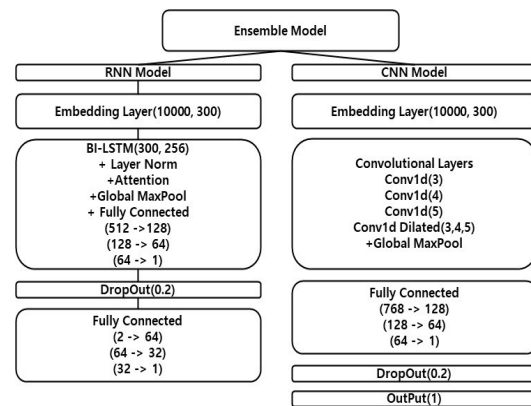 Ensemble Model
RNN Model
Embedding Layer(10000, 300)
BI-LSTM(300, 256)
+ Layer Norm
+Attention
+Global MaxPool
+ Fully Connected
(512 ->128)
(128 -> 64)
(64 -> 1)
DropOut(0.2)
Fully Connected
(2 -> 64)
(64 -> 32)
(32 -> 1)
CNN Model
Embedding Layer(10000, 300)
Convolutional Layers
Conv1d(3)
Conv1d(4)
Conv1d(5)
Conv1d Dilated(3,4,5)
+Global MaxPool
Fully Connected
(768 -> 128)
(128 -> 64)
(64 -> 1)
DropOut(0.2)
OutPut(1)